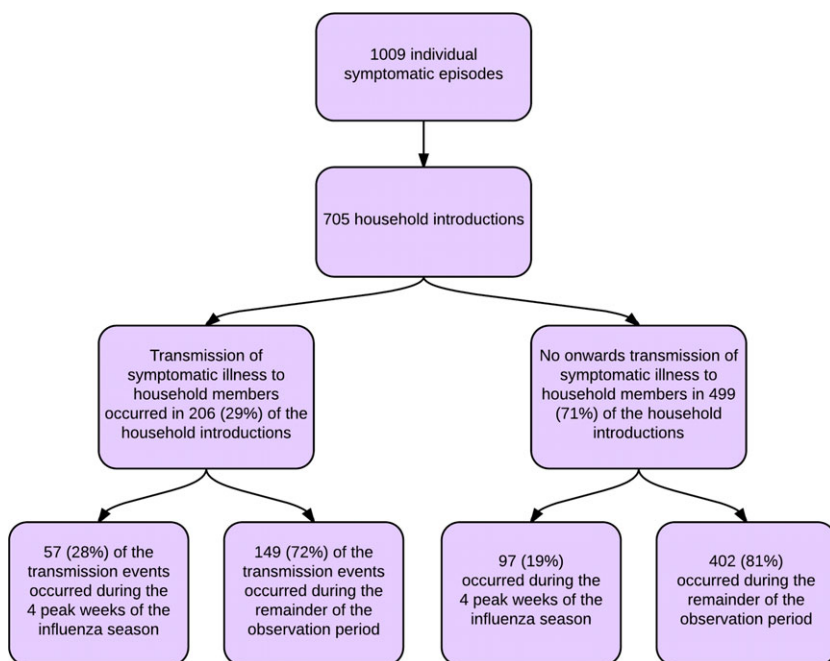 1009 individual
symptomatic episodes
705 household introductions
Transmission of
symptomatic illness to
household members
occurred in 206 (29%) of the
household introductions
No onwards transmission of
symptomatic illness to
household members in 499
(71%) of the household
introductions
57 (28%) of the
transmission events
occurred during the
4 peak weeks of the
influenza season
149 (72%) of the
transmission events
occurred during the
remainder of the
observation period
97 (19%)
occurred during the
4 peak weeks of the
influenza season
402 (81%)
occurred during the
remainder of the
observation period